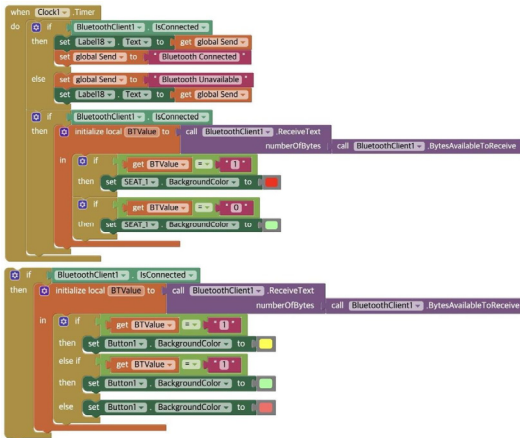 when Clock1 .Timer
do if BluetoothClient1 . IsConnected
then set Label18 . Text to get global Send
set global Send to " Bluetooth Connected "
else set global Send to " Bluetooth Unavailable "
set Label18 . Text to get global Send
if BluetoothClient1 . IsConnected
then initialize local BTValue to call BluetoothClient1 .ReceiveText
numberOfBytes call BluetoothClient1 .BytesAvailableToReceive
in if get BTValue = " 1 "
then set SEAT_1 . BackgroundColor to
if get BTValue = " 0 "
then set SEAT_1 . BackgroundColor to
if BluetoothClient1 . IsConnected
then initialize local BTValue to call BluetoothClient1 .ReceiveText
numberOfBytes call BluetoothClient1 .BytesAvailableToReceive
in if get BTValue = " 1 "
then set Button1 . BackgroundColor to
else if get BTValue = " 1 "
then set Button1 . BackgroundColor to
else set Button1 . BackgroundColor to